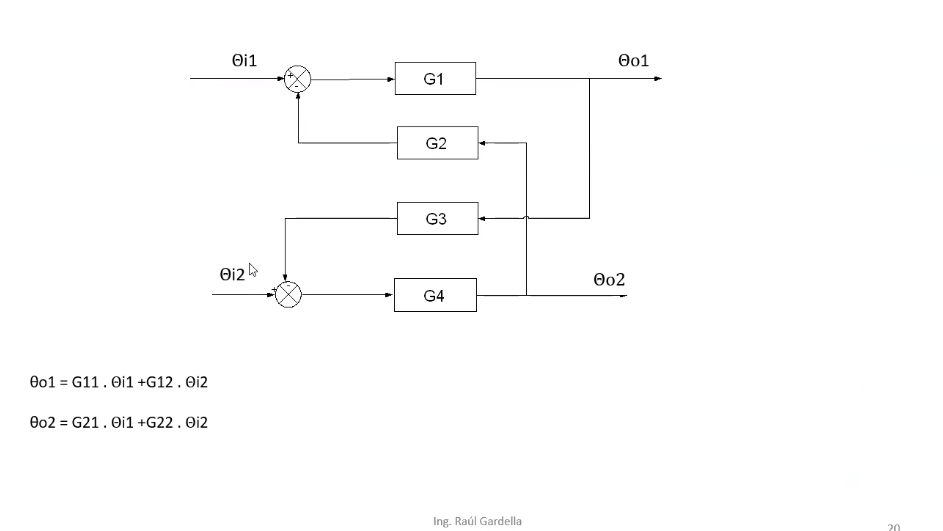 Θi1
Θo1
+
-
G1
G2
G3
Θi2
-
+
G4
Θo2
θo1 = G11 . Θi1 +G12 . Θi2
θo2 = G21 . Θi1 +G22 . Θi2
Ing. Raúl Gardella
20